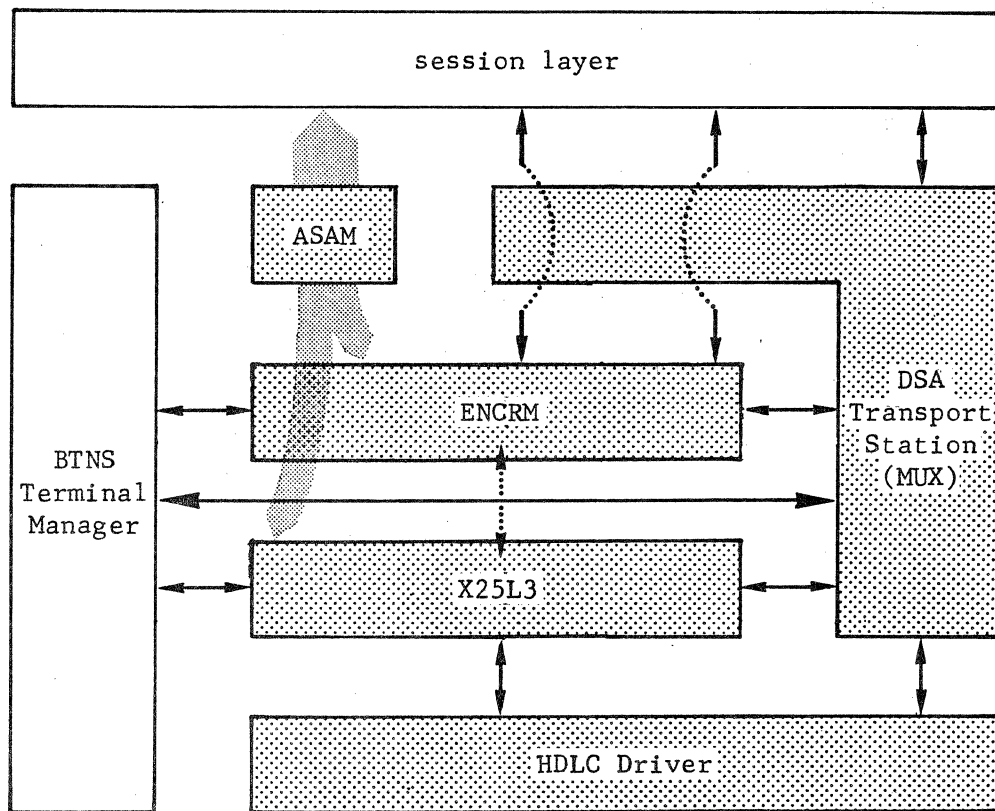 session layer
ASAM
ENCRM
DSA
Transport
Station
(MUX)
BTNS
Terminal
Manager
X25L3
HDLC Driver